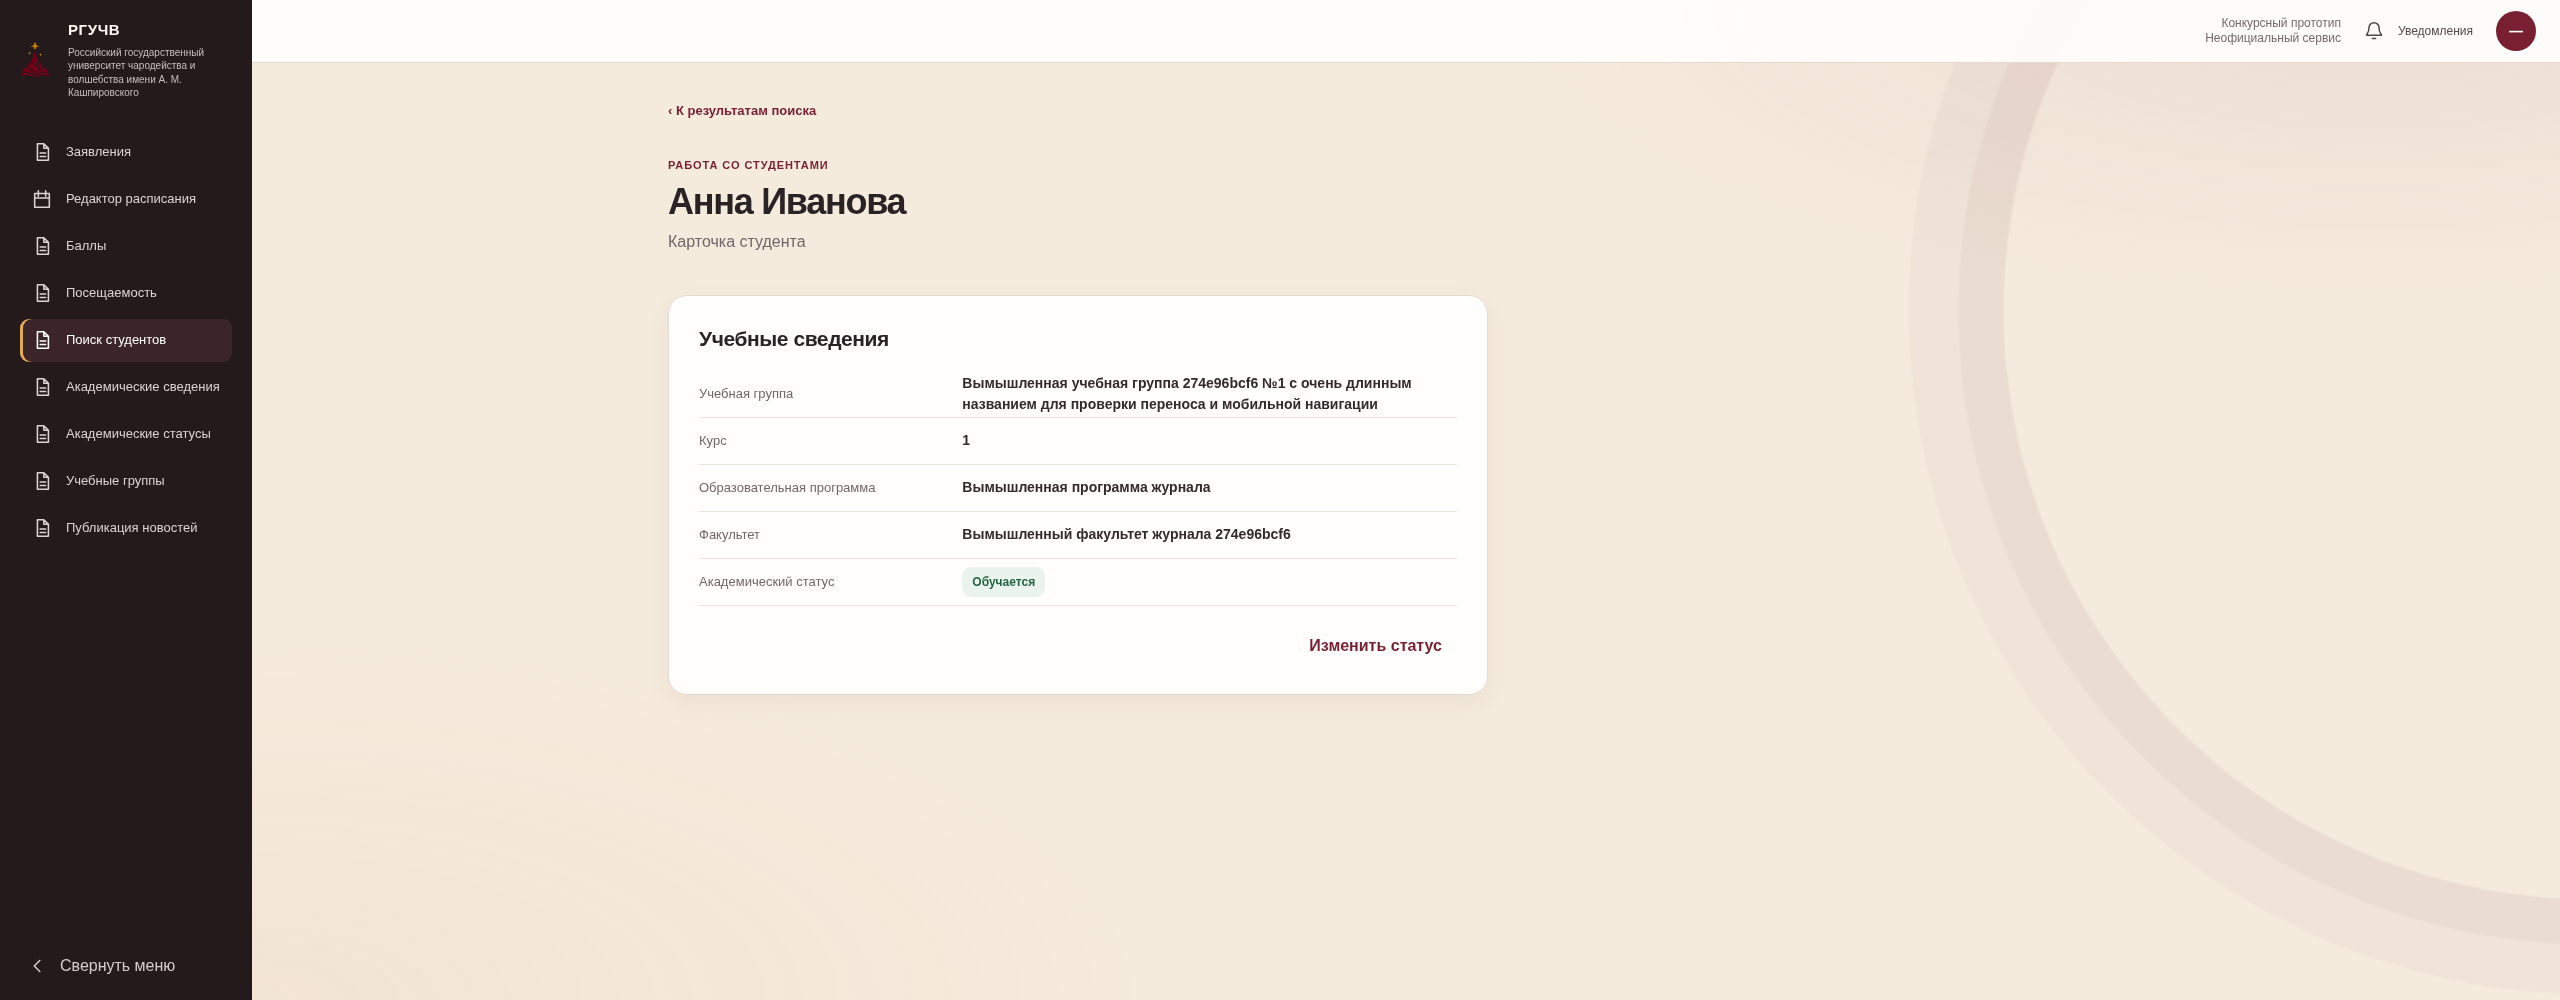 РГУЧВ
Российский государственный
университет чародейства и
волшебства имени А. М.
Кашпировского
Заявления
Редактор расписания
Баллы
Посещаемость
Поиск студентов
Академические сведения
Академические статусы
Учебные группы
Публикация новостей
Свернуть меню
Конкурсный прототип
Неофициальный сервис
Уведомления
‹ К результатам поиска
РАБОТА СО СТУДЕНТАМИ
Анна Иванова
Карточка студента
Учебные сведения
Учебная группа
Вымышленная учебная группа 274e96bcf6 №1 с очень длинным
названием для проверки переноса и мобильной навигации
Курс
1
Образовательная программа
Вымышленная программа журнала
Факультет
Вымышленный факультет журнала 274e96bcf6
Академический статус
Обучается
Изменить статус